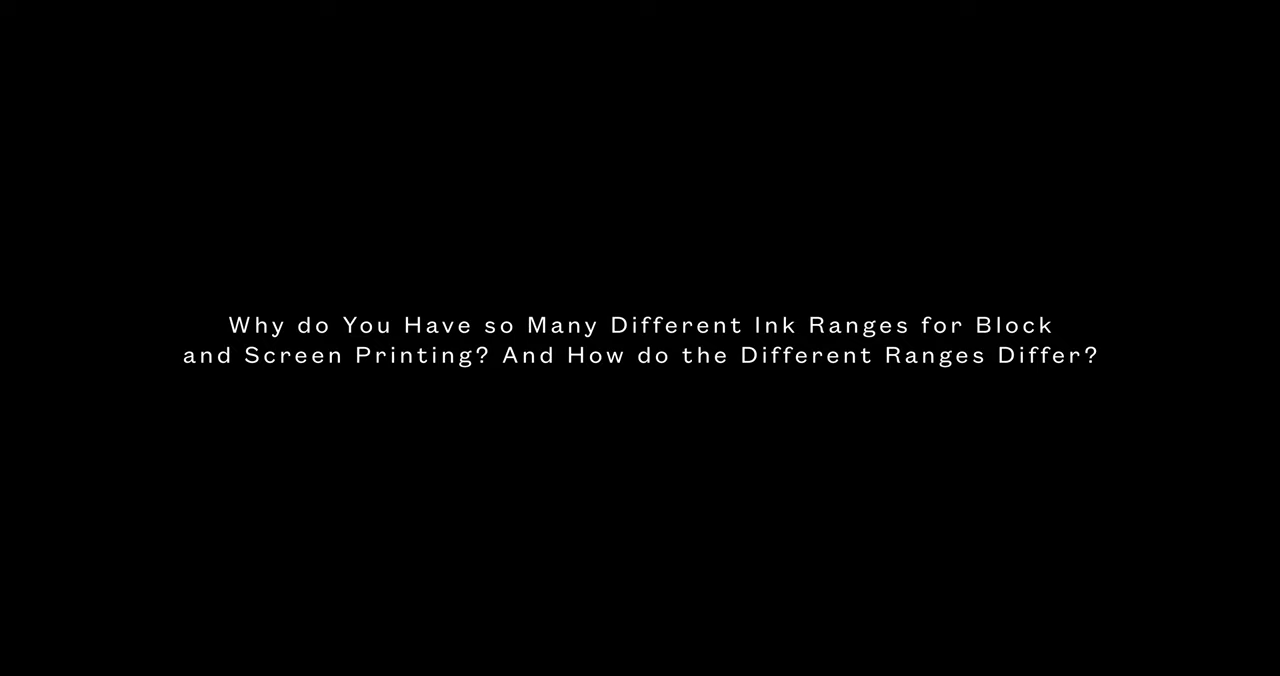 Why do You Have so Many Different Ink Ranges for Block
and Screen Printing? And How do the Different Ranges Differ?